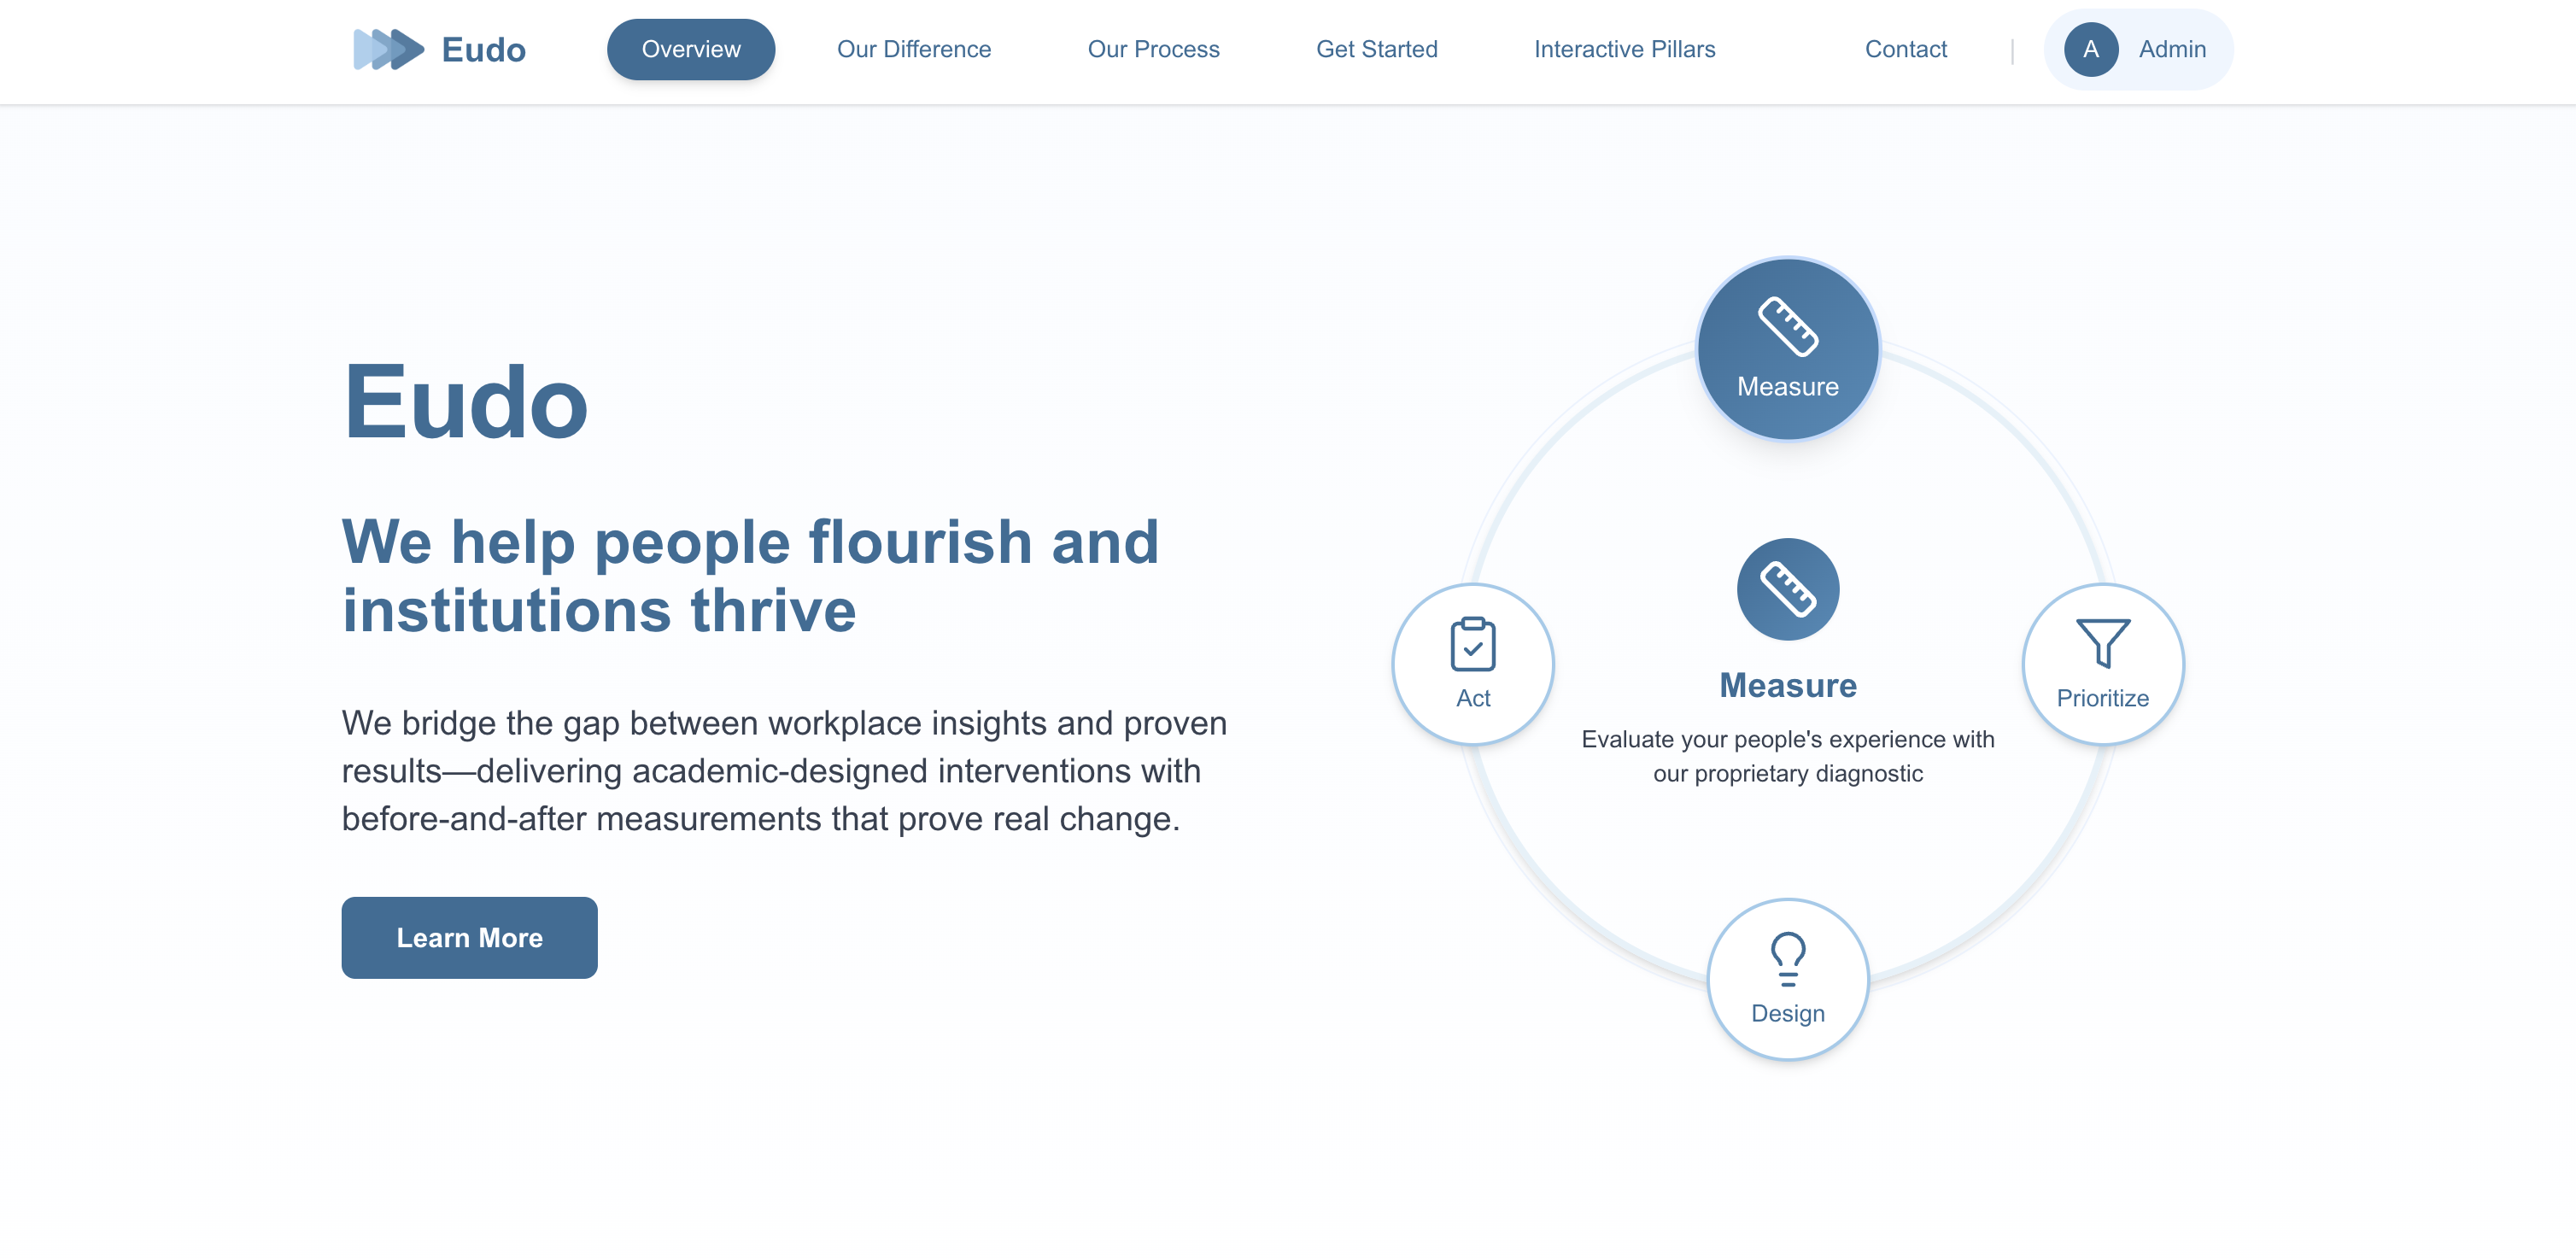 Eudo
Overview
Our Difference
Our Process
Get Started
Interactive Pillars
Contact
|
A
Admin
Eudo
We help people flourish and
institutions thrive
We bridge the gap between workplace insights and proven
results—delivering academic-designed interventions with
before-and-after measurements that prove real change.
Learn More
Measure
Act
Measure
Evaluate your people's experience with
our proprietary diagnostic
Prioritize
Design